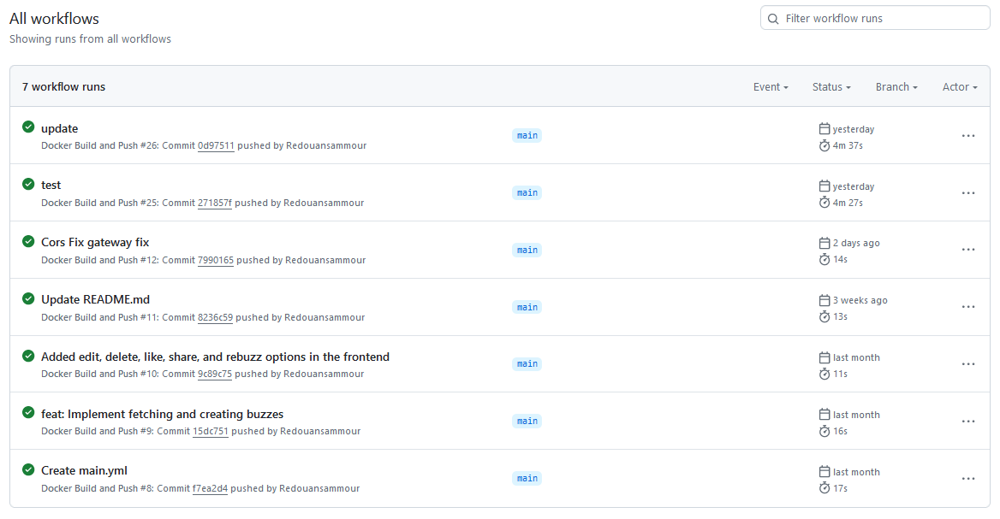 All workflows
Filter workflow runs
Showing runs from all workflows
7 workflow runs
Event
Status
Branch
Actor
update
Docker Build and Push #26: Commit 0d97511 pushed by Redouansammour
main
yesterday
4m 37s
test
Docker Build and Push #25: Commit 271857f pushed by Redouansammour
main
yesterday
4m 27s
Cors Fix gateway fix
Docker Build and Push #12: Commit 7990165 pushed by Redouansammour
main
2 days ago
14s
Update README.md
Docker Build and Push #11: Commit 8236c59 pushed by Redouansammour
main
3 weeks ago
13s
Added edit, delete, like, share, and rebuzz options in the frontend
Docker Build and Push #10: Commit 9c89c75 pushed by Redouansammour
main
last month
11s
feat: Implement fetching and creating buzzes
Docker Build and Push #9: Commit 15dc751 pushed by Redouansammour
main
last month
16s
Create main.yml
Docker Build and Push #8: Commit f7ea2d4 pushed by Redouansammour
main
last month
17s